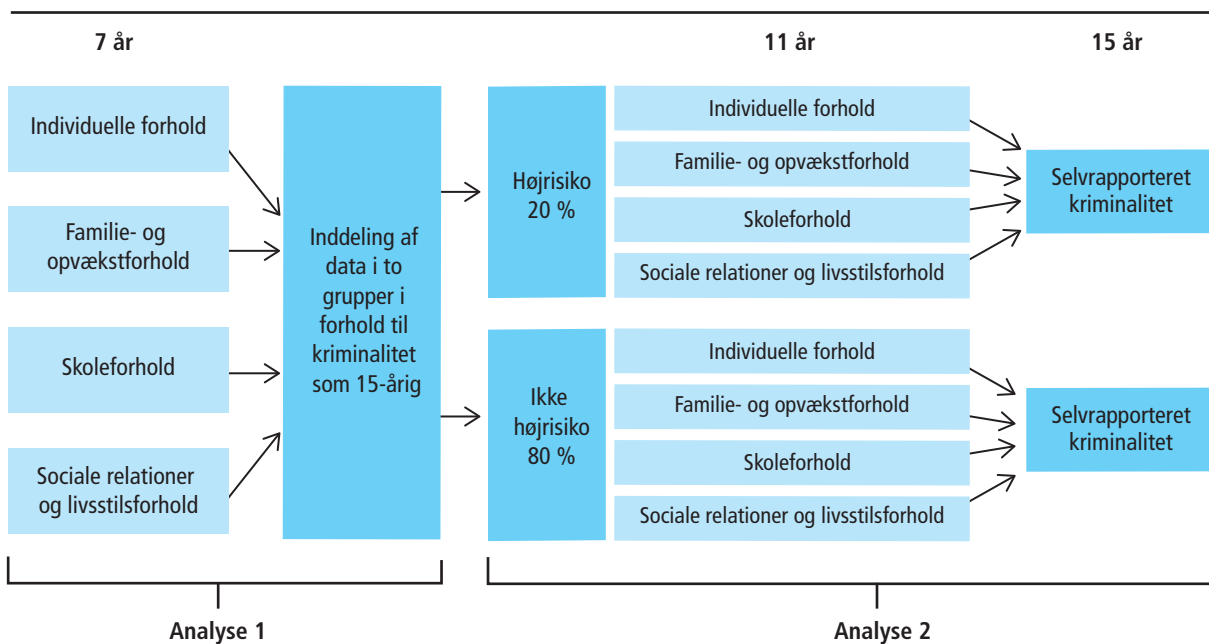 7 år
11 år
15 år
Individuelle forhold
Familie- og
opvækstforhold
Skoleforhold
Sociale relationer
og livsstilsforhold
Inddeling af
data i to
grupper i
forhold til
kriminalitet
som 15-årig
Højrisiko
20 %
Individuelle forhold
Familie- og opvækstforhold
Skoleforhold
Sociale relationer og livsstilsforhold
Selvrapporteret
kriminalitet
Ikke
højrisiko
80 %
Individuelle forhold
Familie- og opvækstforhold
Skoleforhold
Sociale relationer og livsstilsforhold
Selvrapporteret
kriminalitet
Analyse 1
Analyse 2